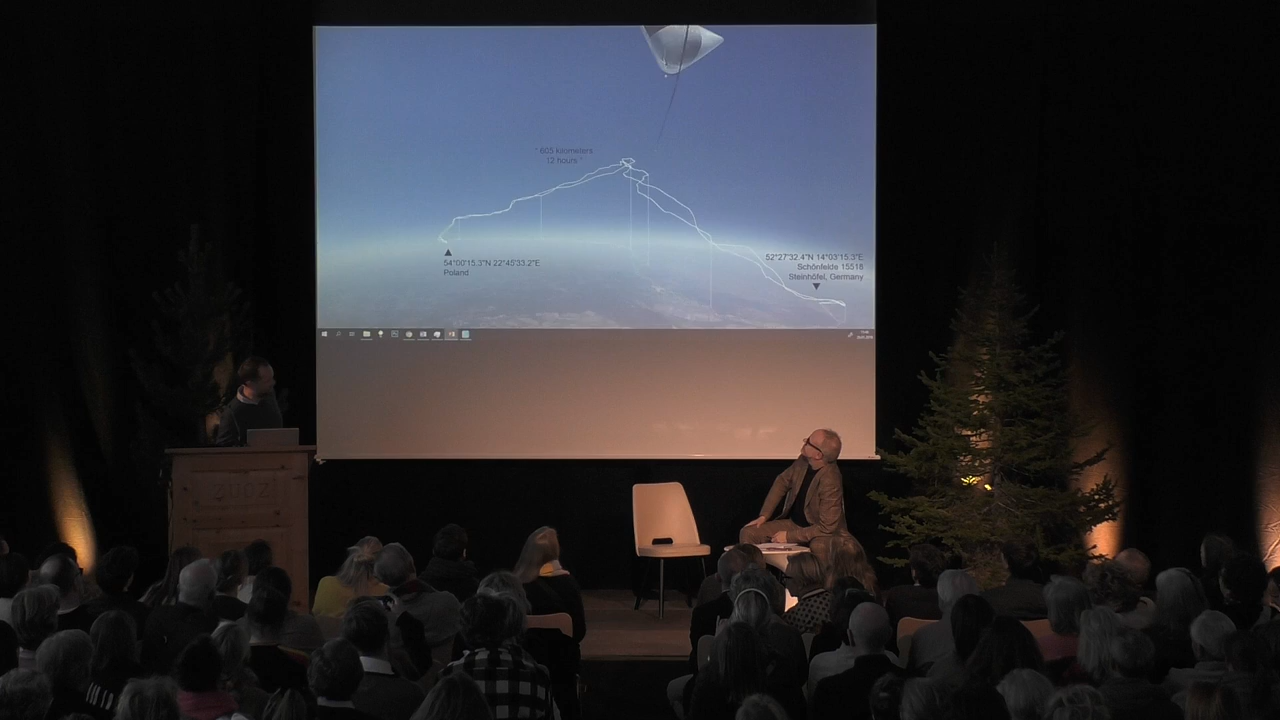 ~ 605 kilometers
12 hours ~
54°00'15.3"N 22°45'33.2"E
Poland
52°27'32.4"N 14°03'15.3"E
Schönfelde 15518
Steinhöfel, Germany
ZUOZ